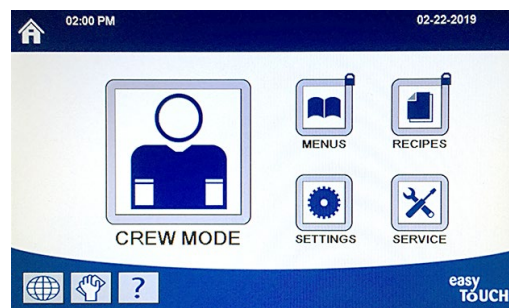 02:00 PM
02-22-2019
MENUS
RECIPES
CREW MODE
SETTINGS
SERVICE
?
easy
TOUCH